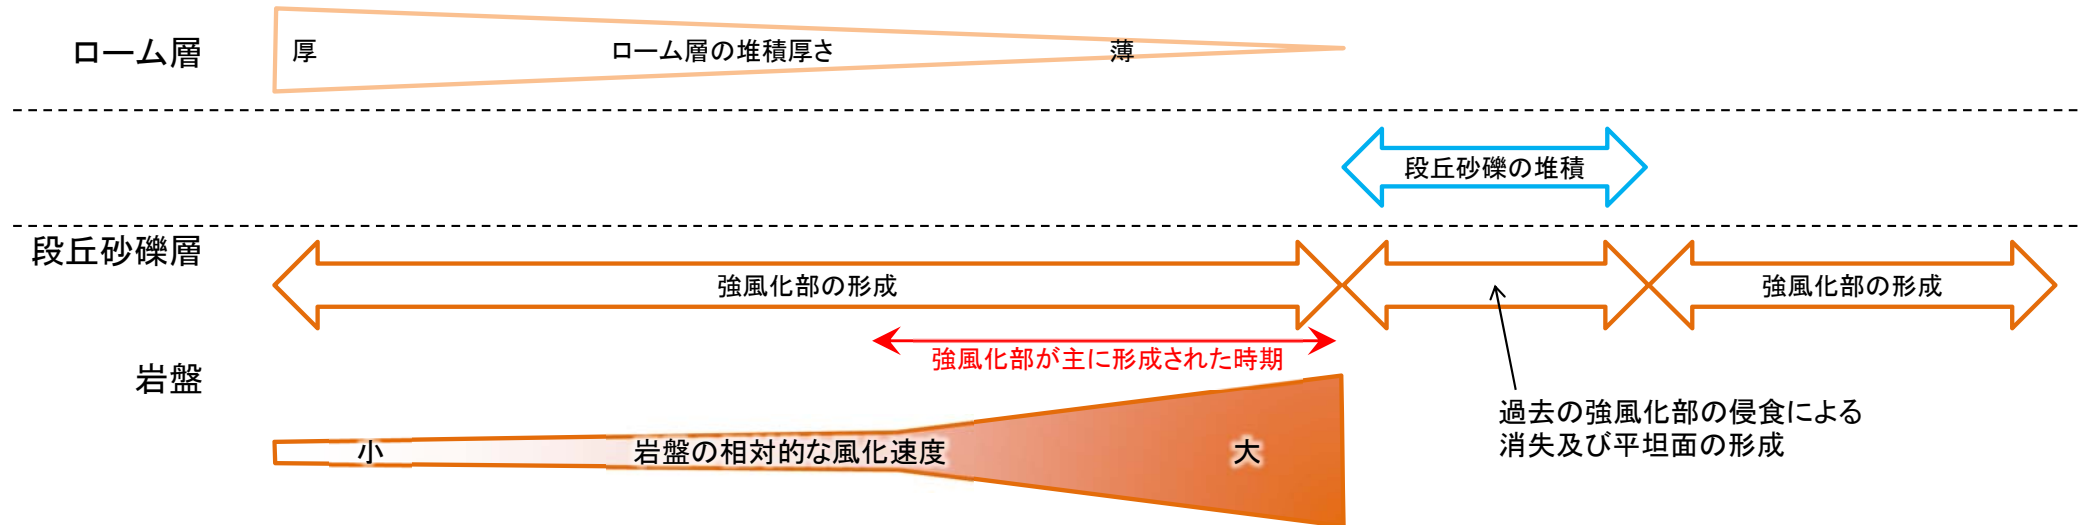 ローム層
厚
ローム層の堆積厚さ
薄
段丘砂礫の堆積
段丘砂礫層
強風化部の形成
強風化部の形成
強風化部が主に形成された時期
岩盤
過去の強風化部の侵食による
消失及び平坦面の形成
小
岩盤の相対的な風化速度
大